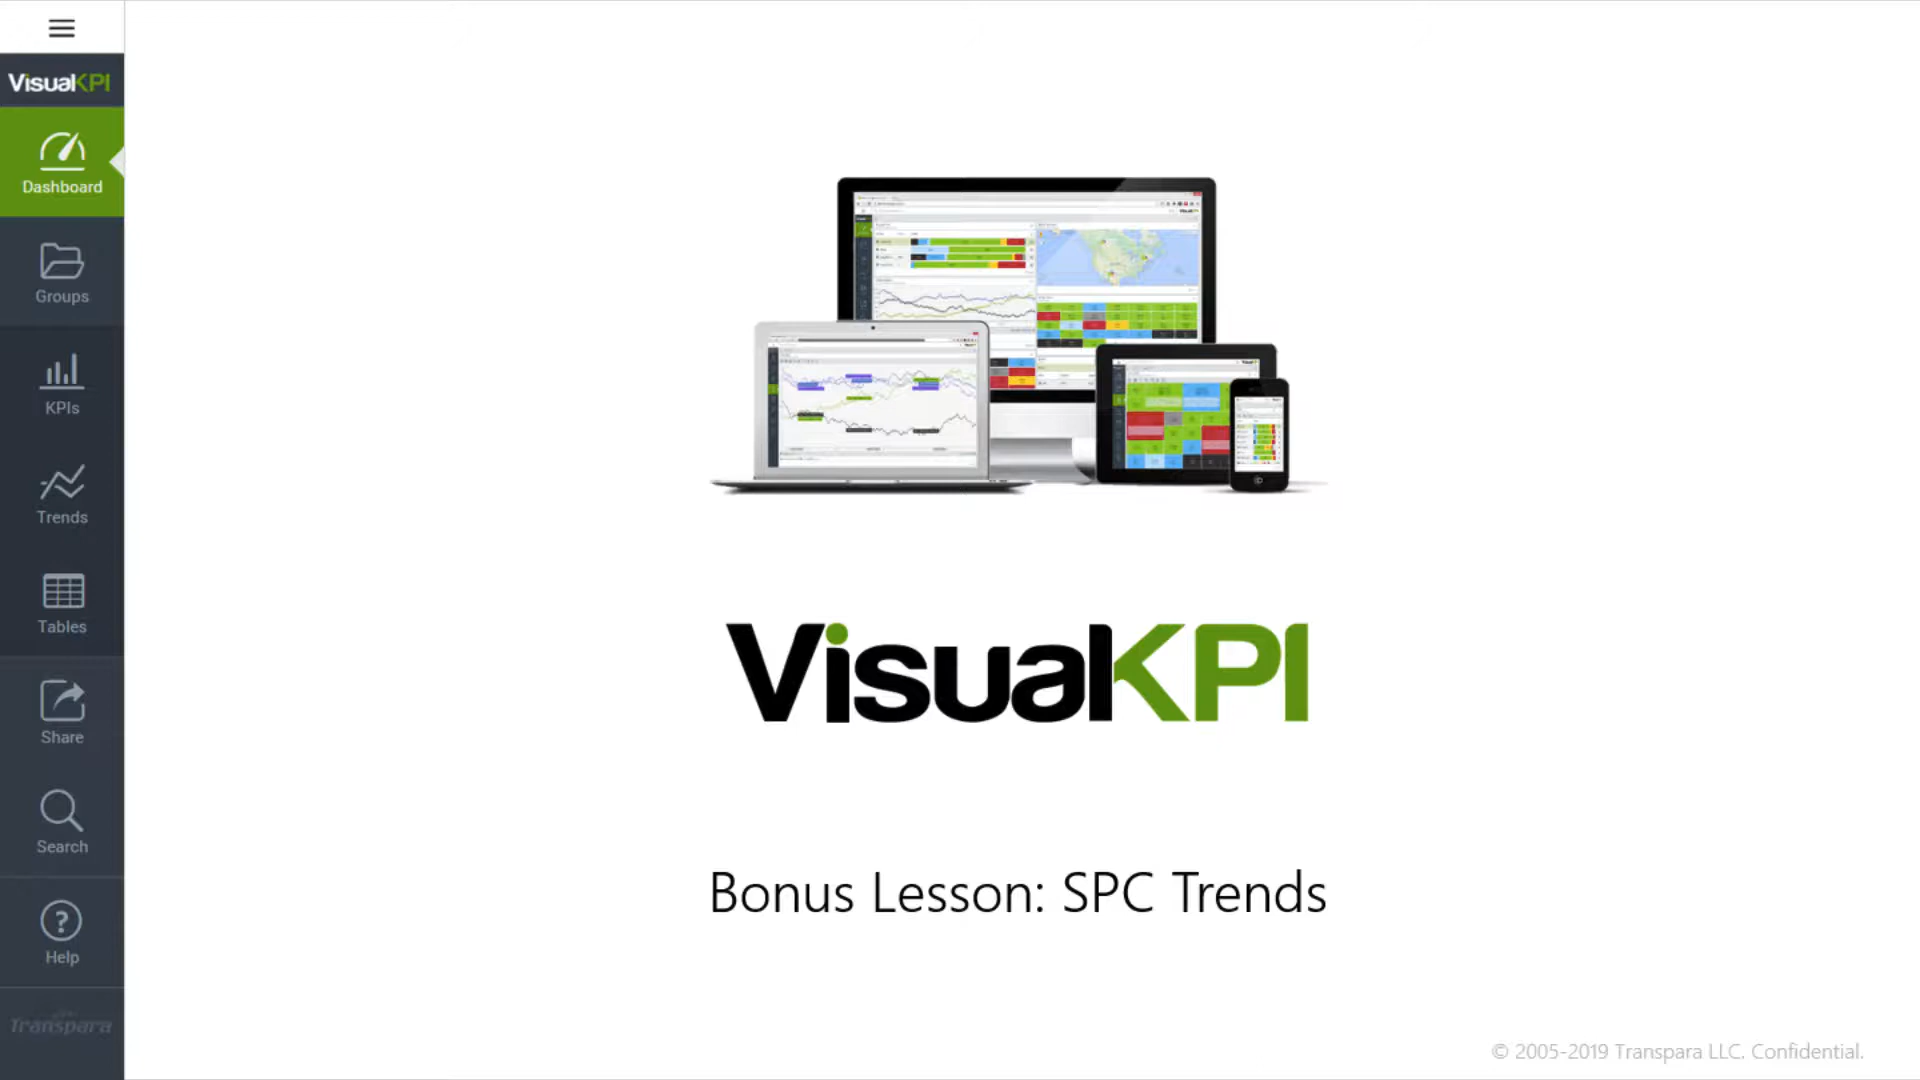 VisualKPI
Dashboard
Groups
KPIs
Trends
Tables
Share
Search
Help
Transpara
VisualKPI
Bonus Lesson: SPC Trends
© 2005-2019 Transpara LLC. Confidential.